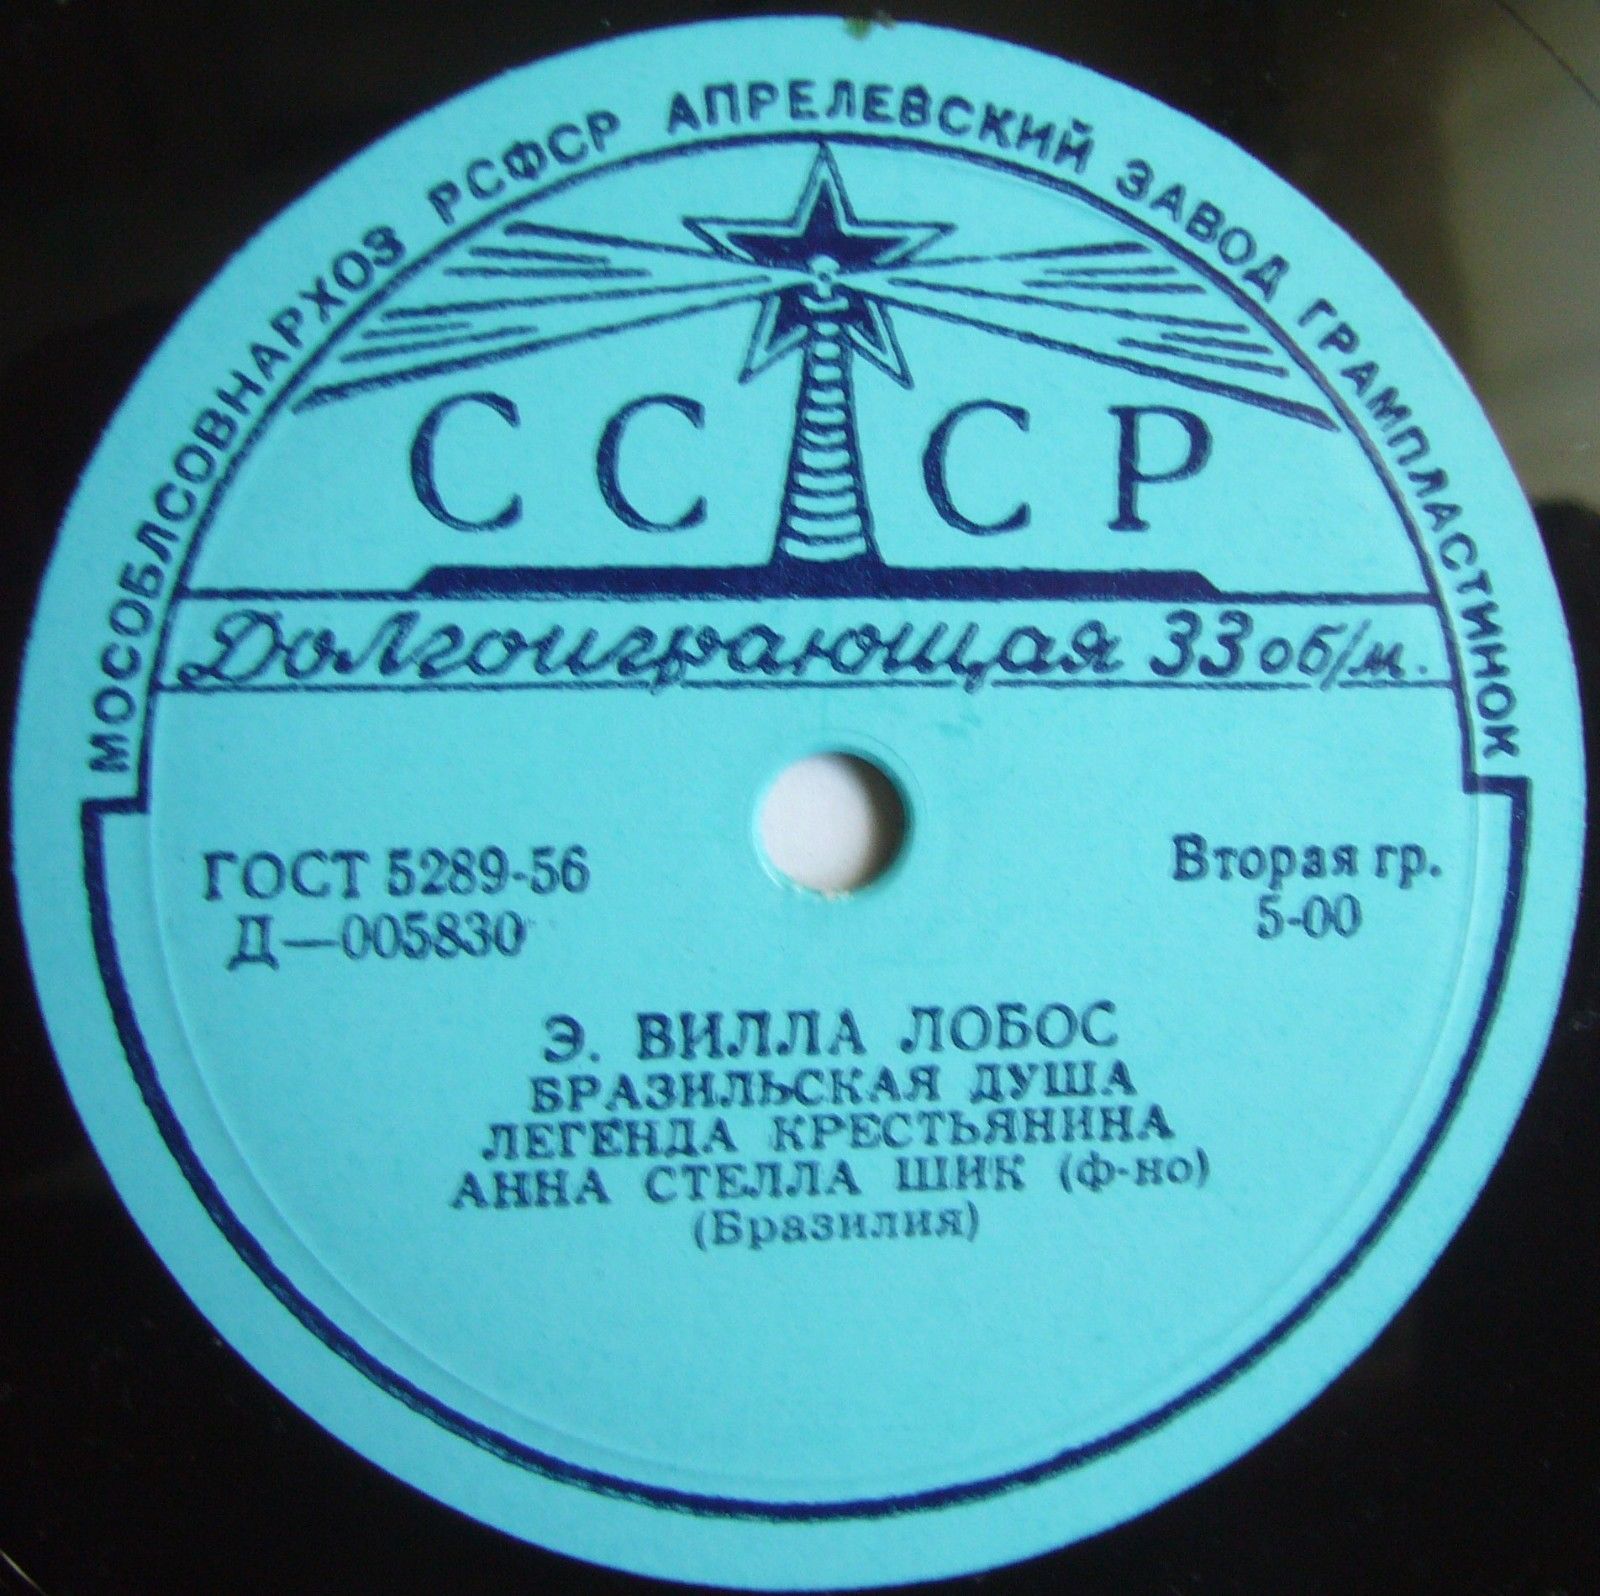 МОСОБЛСОВНАРХОЗ РСФСР АПРЕЛЕВСКИЙ ЗАВОД ГРАМПЛАСТИНОК
СССР
Долгоиграющая 33 об/м.
ГОСТ 5289-56
Д—005830
Вторая гр.
5-00
Э. ВИЛЛА ЛОБОС
БРАЗИЛЬСКАЯ ДУША
ЛЕГЕНДА КРЕСТЬЯНИНА
АННА СТЕЛЛА ШИК (ф-но)
(Бразилия)